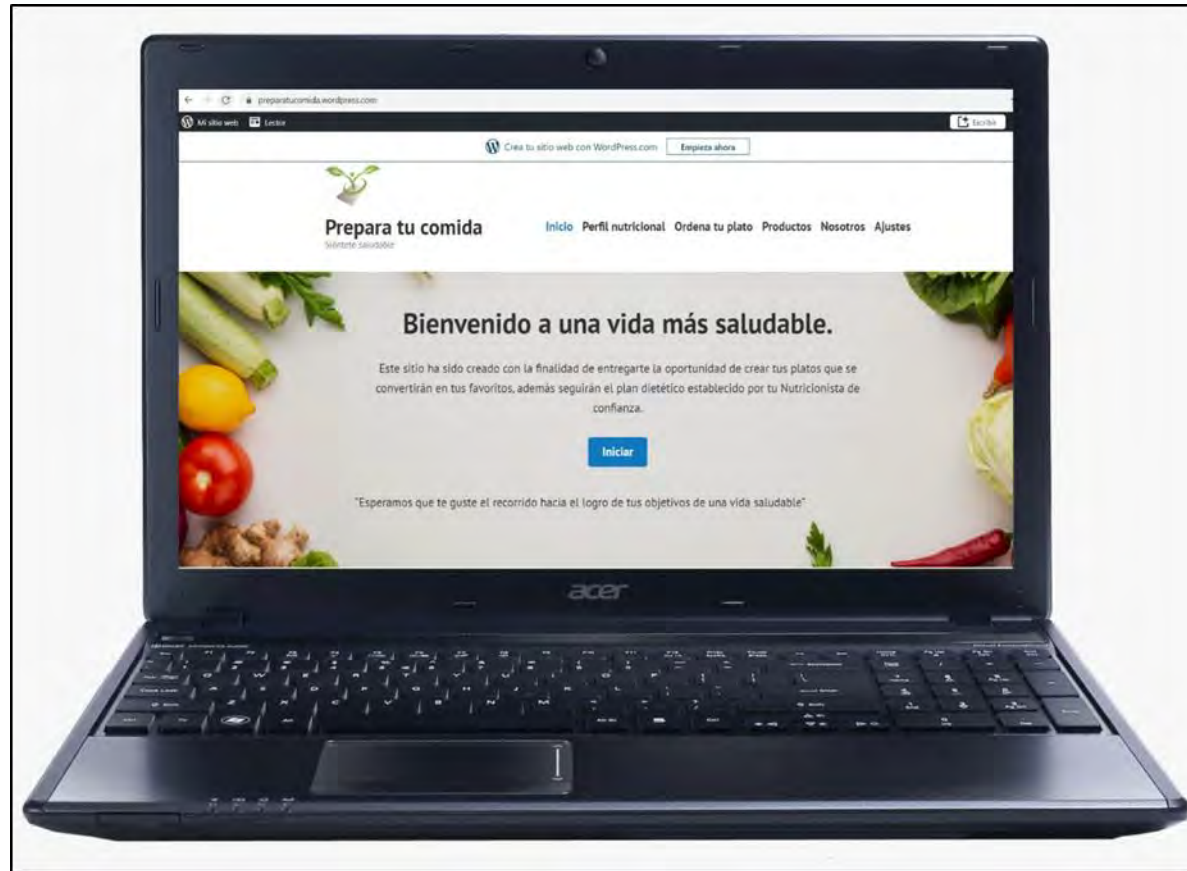 preparatucomida.wordpress.com
Mi sitio web Lector Escribir
Crea tu sitio web con WordPress.com Empieza ahora
Prepara tu comida
Siéntete saludable
Inicio Perfil nutricional Ordena tu plato Productos Nosotros Ajustes
Bienvenido a una vida más saludable.
Este sitio ha sido creado con la finalidad de entregarte la oportunidad de crear tus platos que se
convertirán en tus favoritos, además seguirán el plan dietético establecido por tu Nutricionista de
confianza.
Iniciar
"Esperamos que te guste el recorrido hacia el logro de tus objetivos de una vida saludable"
acer